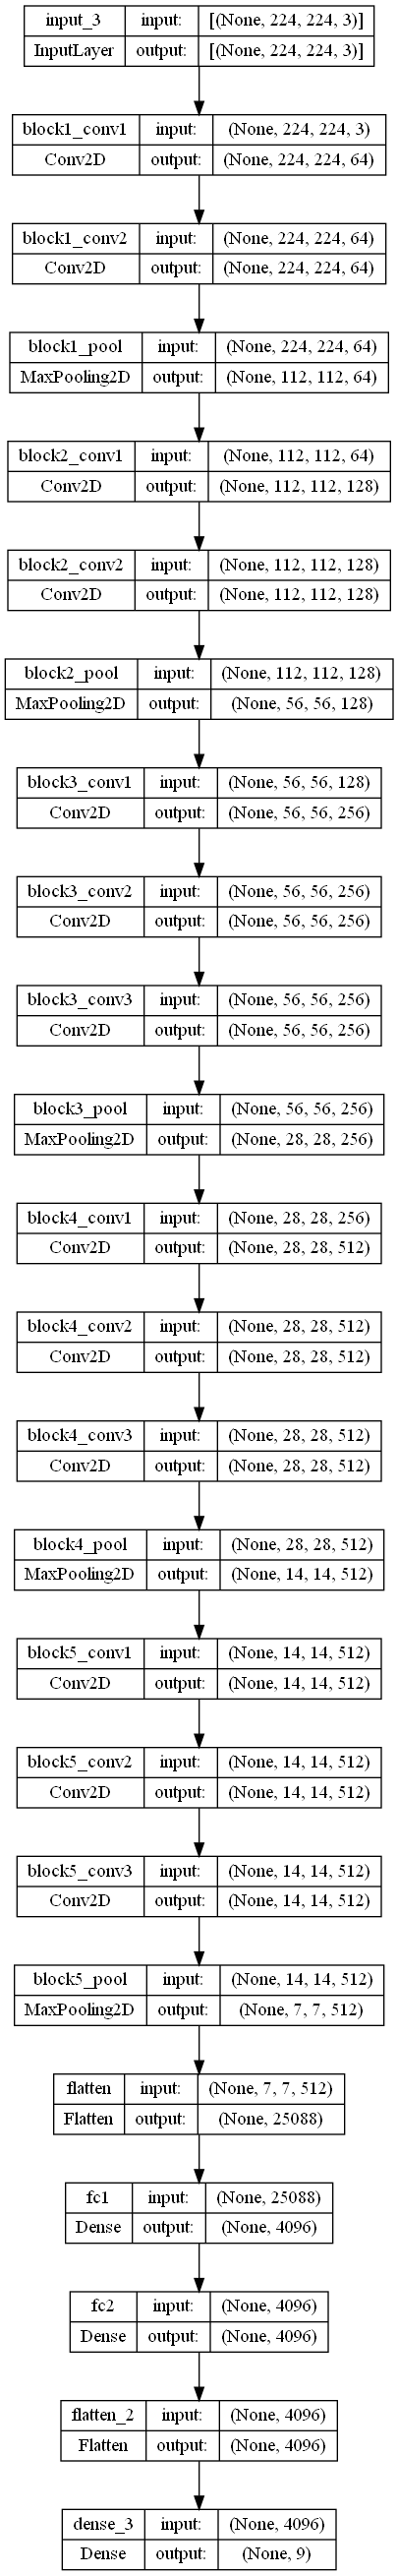 input_3 input: [(None, 224, 224, 3)]
InputLayer output: [(None, 224, 224, 3)]
block1_conv1 input: (None, 224, 224, 3)
Conv2D output: (None, 224, 224, 64)
block1_conv2 input: (None, 224, 224, 64)
Conv2D output: (None, 224, 224, 64)
block1_pool input: (None, 224, 224, 64)
MaxPooling2D output: (None, 112, 112, 64)
block2_conv1 input: (None, 112, 112, 64)
Conv2D output: (None, 112, 112, 128)
block2_conv2 input: (None, 112, 112, 128)
Conv2D output: (None, 112, 112, 128)
block2_pool input: (None, 112, 112, 128)
MaxPooling2D output: (None, 56, 56, 128)
block3_conv1 input: (None, 56, 56, 128)
Conv2D output: (None, 56, 56, 256)
block3_conv2 input: (None, 56, 56, 256)
Conv2D output: (None, 56, 56, 256)
block3_conv3 input: (None, 56, 56, 256)
Conv2D output: (None, 56, 56, 256)
block3_pool input: (None, 56, 56, 256)
MaxPooling2D output: (None, 28, 28, 256)
block4_conv1 input: (None, 28, 28, 256)
Conv2D output: (None, 28, 28, 512)
block4_conv2 input: (None, 28, 28, 512)
Conv2D output: (None, 28, 28, 512)
block4_conv3 input: (None, 28, 28, 512)
Conv2D output: (None, 28, 28, 512)
block4_pool input: (None, 28, 28, 512)
MaxPooling2D output: (None, 14, 14, 512)
block5_conv1 input: (None, 14, 14, 512)
Conv2D output: (None, 14, 14, 512)
block5_conv2 input: (None, 14, 14, 512)
Conv2D output: (None, 14, 14, 512)
block5_conv3 input: (None, 14, 14, 512)
Conv2D output: (None, 14, 14, 512)
block5_pool input: (None, 14, 14, 512)
MaxPooling2D output: (None, 7, 7, 512)
flatten input: (None, 7, 7, 512)
Flatten output: (None, 25088)
fc1 input: (None, 25088)
Dense output: (None, 4096)
fc2 input: (None, 4096)
Dense output: (None, 4096)
flatten_2 input: (None, 4096)
Flatten output: (None, 4096)
dense_3 input: (None, 4096)
Dense output: (None, 9)